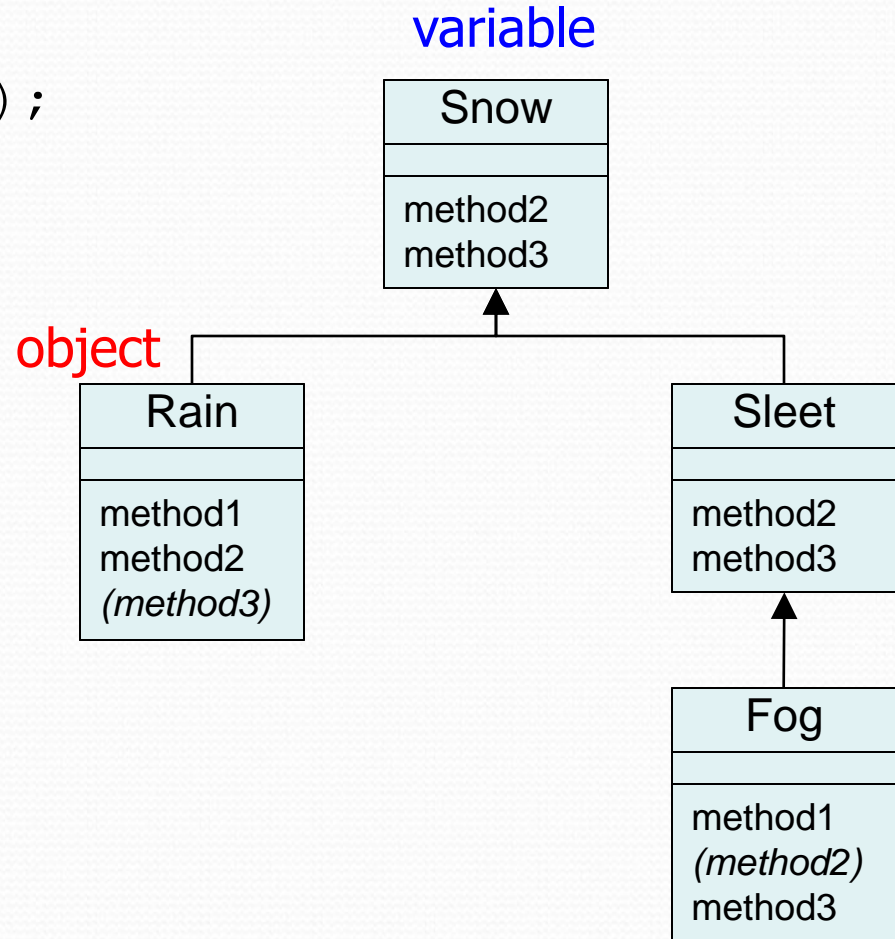 variable
);
Snow
method2
method3
object
Rain
method1
method2
(method3)
Sleet
method2
method3
Fog
method1
(method2)
method3